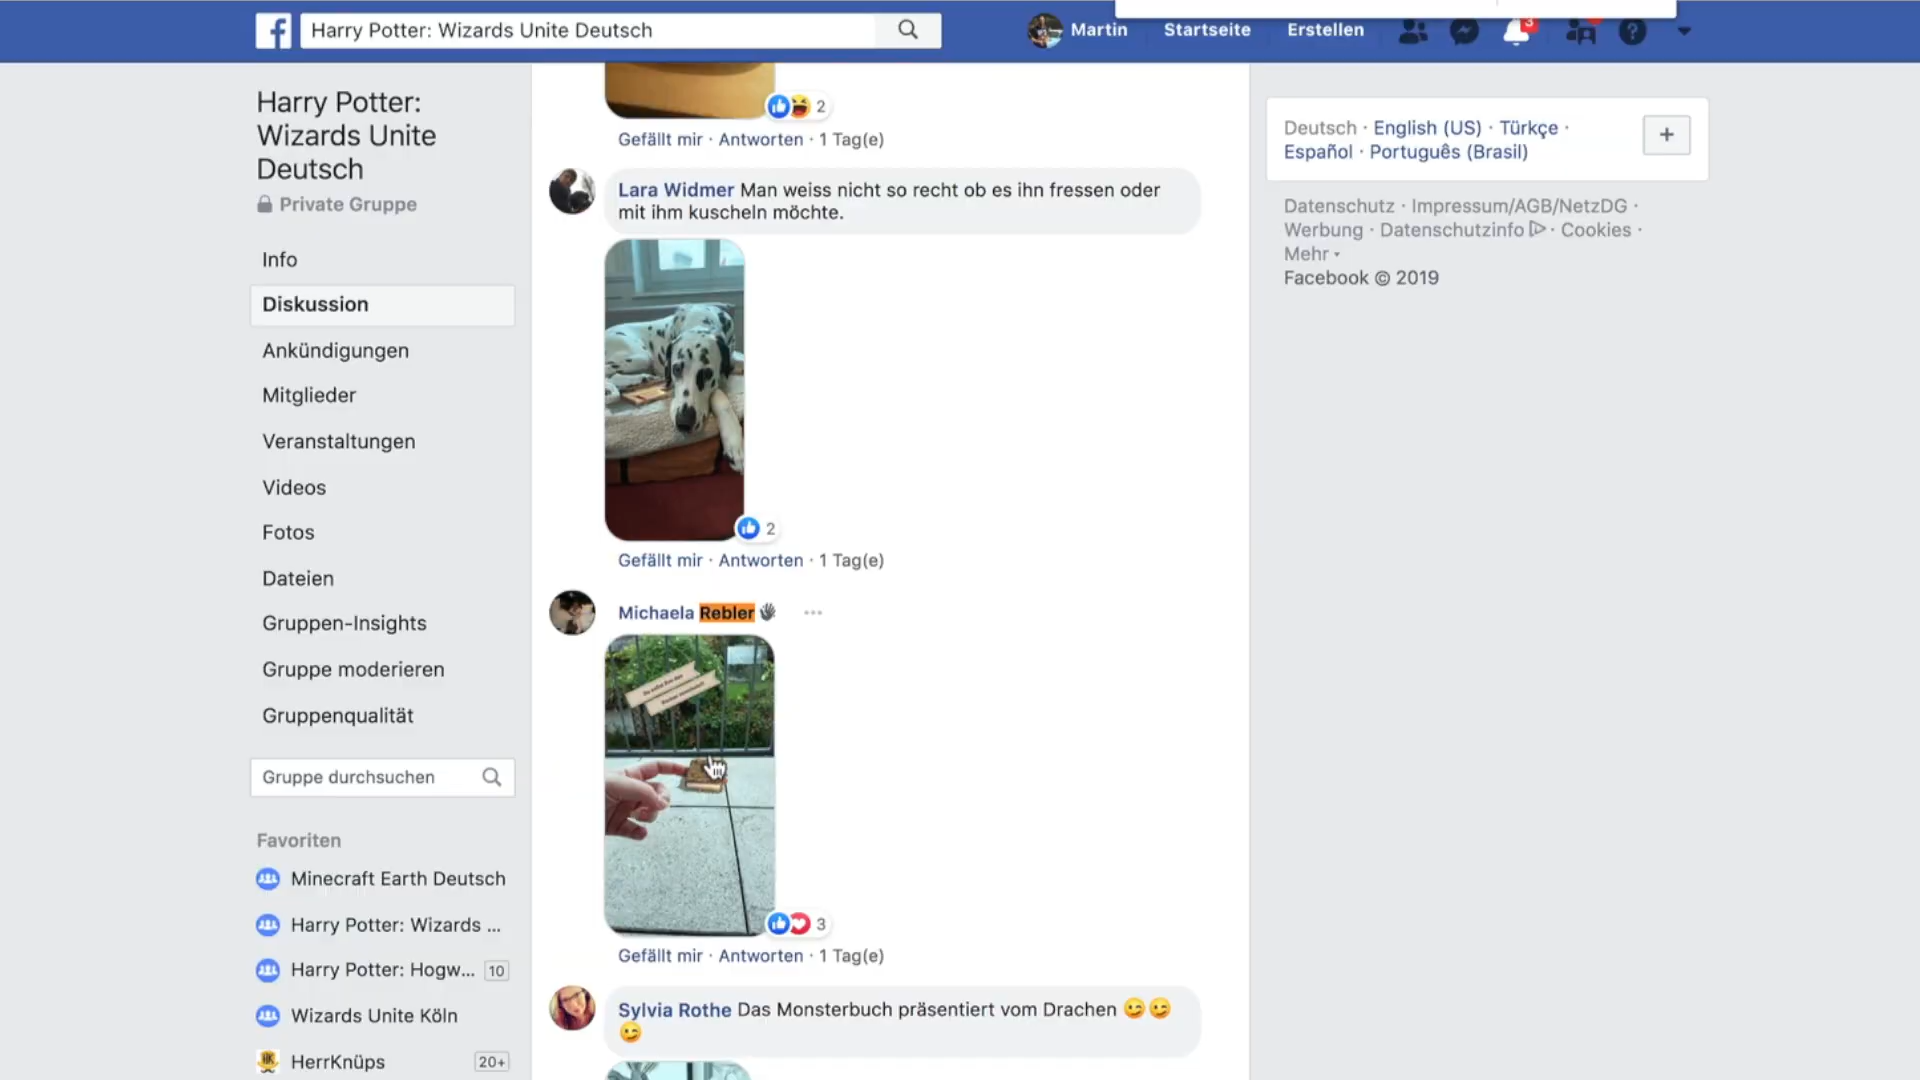 Harry Potter: Wizards Unite Deutsch
Martin
Startseite
Erstellen
3
Harry Potter:
Wizards Unite
Deutsch
Private Gruppe
Info
Diskussion
Ankündigungen
Mitglieder
Veranstaltungen
Videos
Fotos
Dateien
Gruppen-Insights
Gruppe moderieren
Gruppenqualität
Gruppe durchsuchen
Favoriten
Minecraft Earth Deutsch
Harry Potter: Wizards ...
Harry Potter: Hogw... 10
Wizards Unite Köln
HerrKnüps 20+
2
Gefällt mir · Antworten · 1 Tag(e)
Lara Widmer Man weiss nicht so recht ob es ihn fressen oder
mit ihm kuscheln möchte.
2
Gefällt mir · Antworten · 1 Tag(e)
Michaela Rebler
3
Gefällt mir · Antworten · 1 Tag(e)
Sylvia Rothe Das Monsterbuch präsentiert vom Drachen 😉😉
😉
Deutsch · English (US) · Türkçe ·
Español · Português (Brasil)
Datenschutz · Impressum/AGB/NetzDG ·
Werbung · Datenschutzinfo · Cookies ·
Mehr
Facebook © 2019